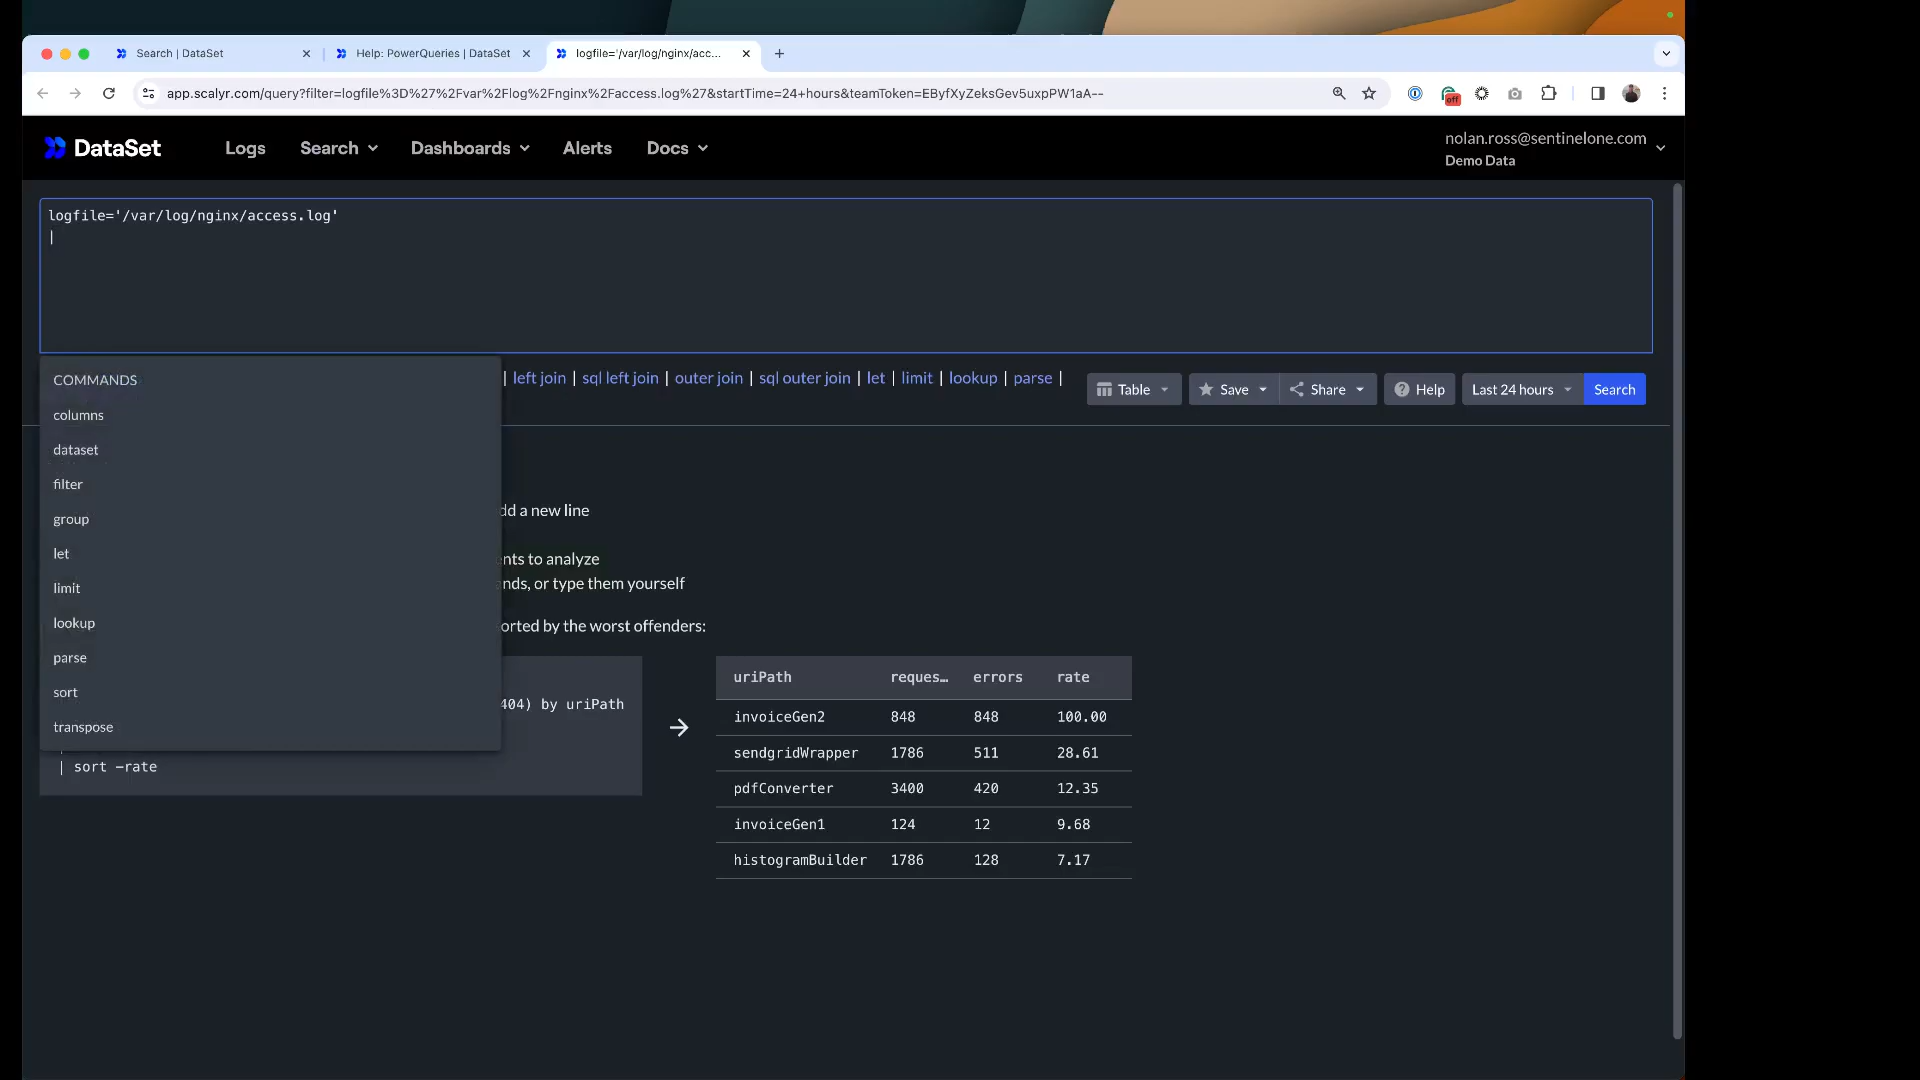 Search | DataSet
Help: PowerQueries | DataSet
logfile='/var/log/nginx/acc...
app.scalyr.com/query?filter=logfile%3D%27%2Fvar%2Flog%2Fnginx%2Faccess.log%27&startTime=24+hours&teamToken=EByfXyZeksGev5uxpPW1aA--
off
DataSet
Logs
Search
Dashboards
Alerts
Docs
nolan.ross@sentinelone.com
Demo Data
logfile='/var/log/nginx/access.log'
|
| left join | sql left join | outer join | sql outer join | let | limit | lookup | parse |
Table
Save
Share
Help
Last 24 hours
Search
COMMANDS
columns
dataset
filter
group
let
limit
lookup
parse
sort
transpose
dd a new line
nts to analyze
nds, or type them yourself
orted by the worst offenders:
404) by uriPath
| sort -rate
uriPath reques... errors rate
invoiceGen2 848 848 100.00
sendgridWrapper 1786 511 28.61
pdfConverter 3400 420 12.35
invoiceGen1 124 12 9.68
histogramBuilder 1786 128 7.17